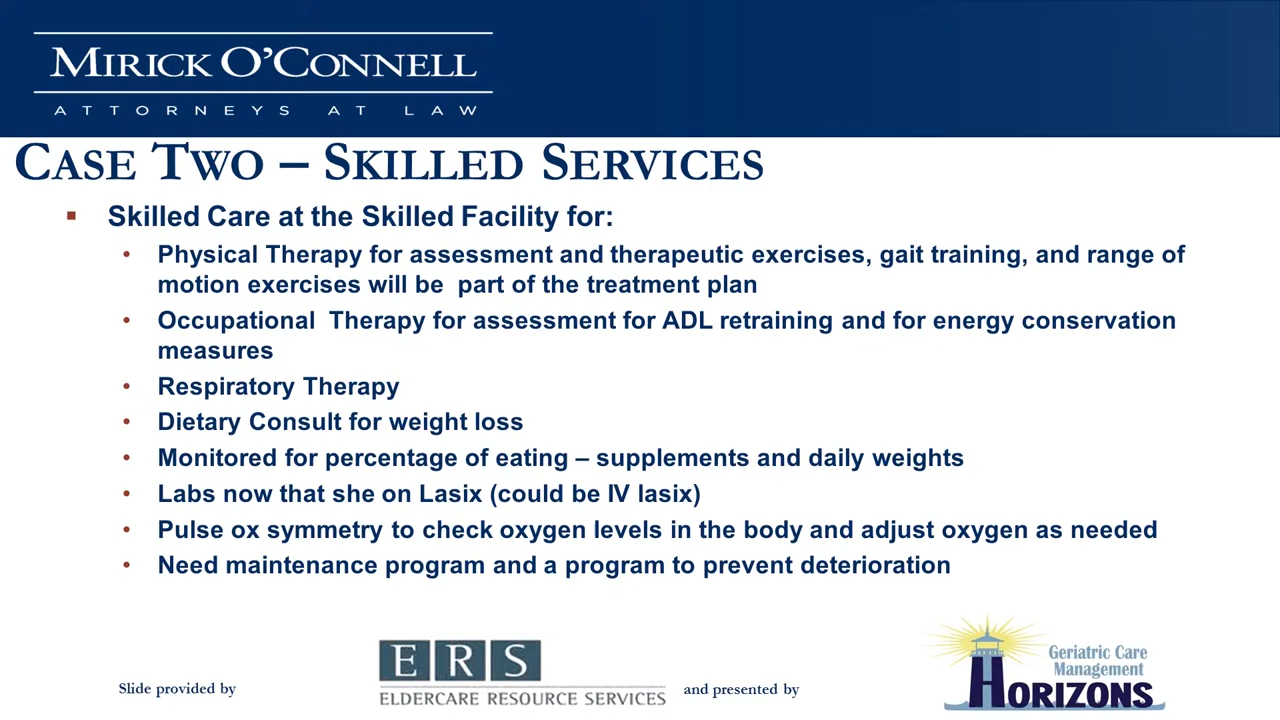 MIRICK O'CONNELL
ATTORNEYS AT LAW
CASE TWO – SKILLED SERVICES
▪ Skilled Care at the Skilled Facility for:
• Physical Therapy for assessment and therapeutic exercises, gait training, and range of
motion exercises will be  part of the treatment plan
• Occupational  Therapy for assessment for ADL retraining and for energy conservation
measures
• Respiratory Therapy
• Dietary Consult for weight loss
• Monitored for percentage of eating – supplements and daily weights
• Labs now that she on Lasix (could be IV lasix)
• Pulse ox symmetry to check oxygen levels in the body and adjust oxygen as needed
• Need maintenance program and a program to prevent deterioration
Slide provided by
ERS
ELDERCARE RESOURCE SERVICES
and presented by
Geriatric Care
Management
HORIZONS